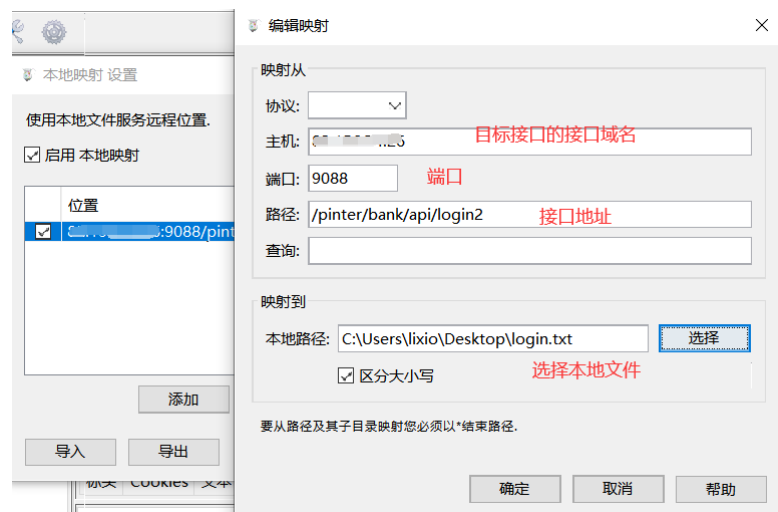 本地映射 设置
使用本地文件服务远程位置.
启用 本地映射
位置
:9088/pint
添加
导入
导出
标头 Cookies 文本
编辑映射
映射从
协议:
主机:
目标接口的接口域名
端口: 9088 端口
路径: /pinter/bank/api/login2 接口地址
查询:
映射到
本地路径: C:\Users\lixio\Desktop\login.txt 选择
区分大小写 选择本地文件
要从路径及其子目录映射您必须以*结束路径.
确定 取消 帮助